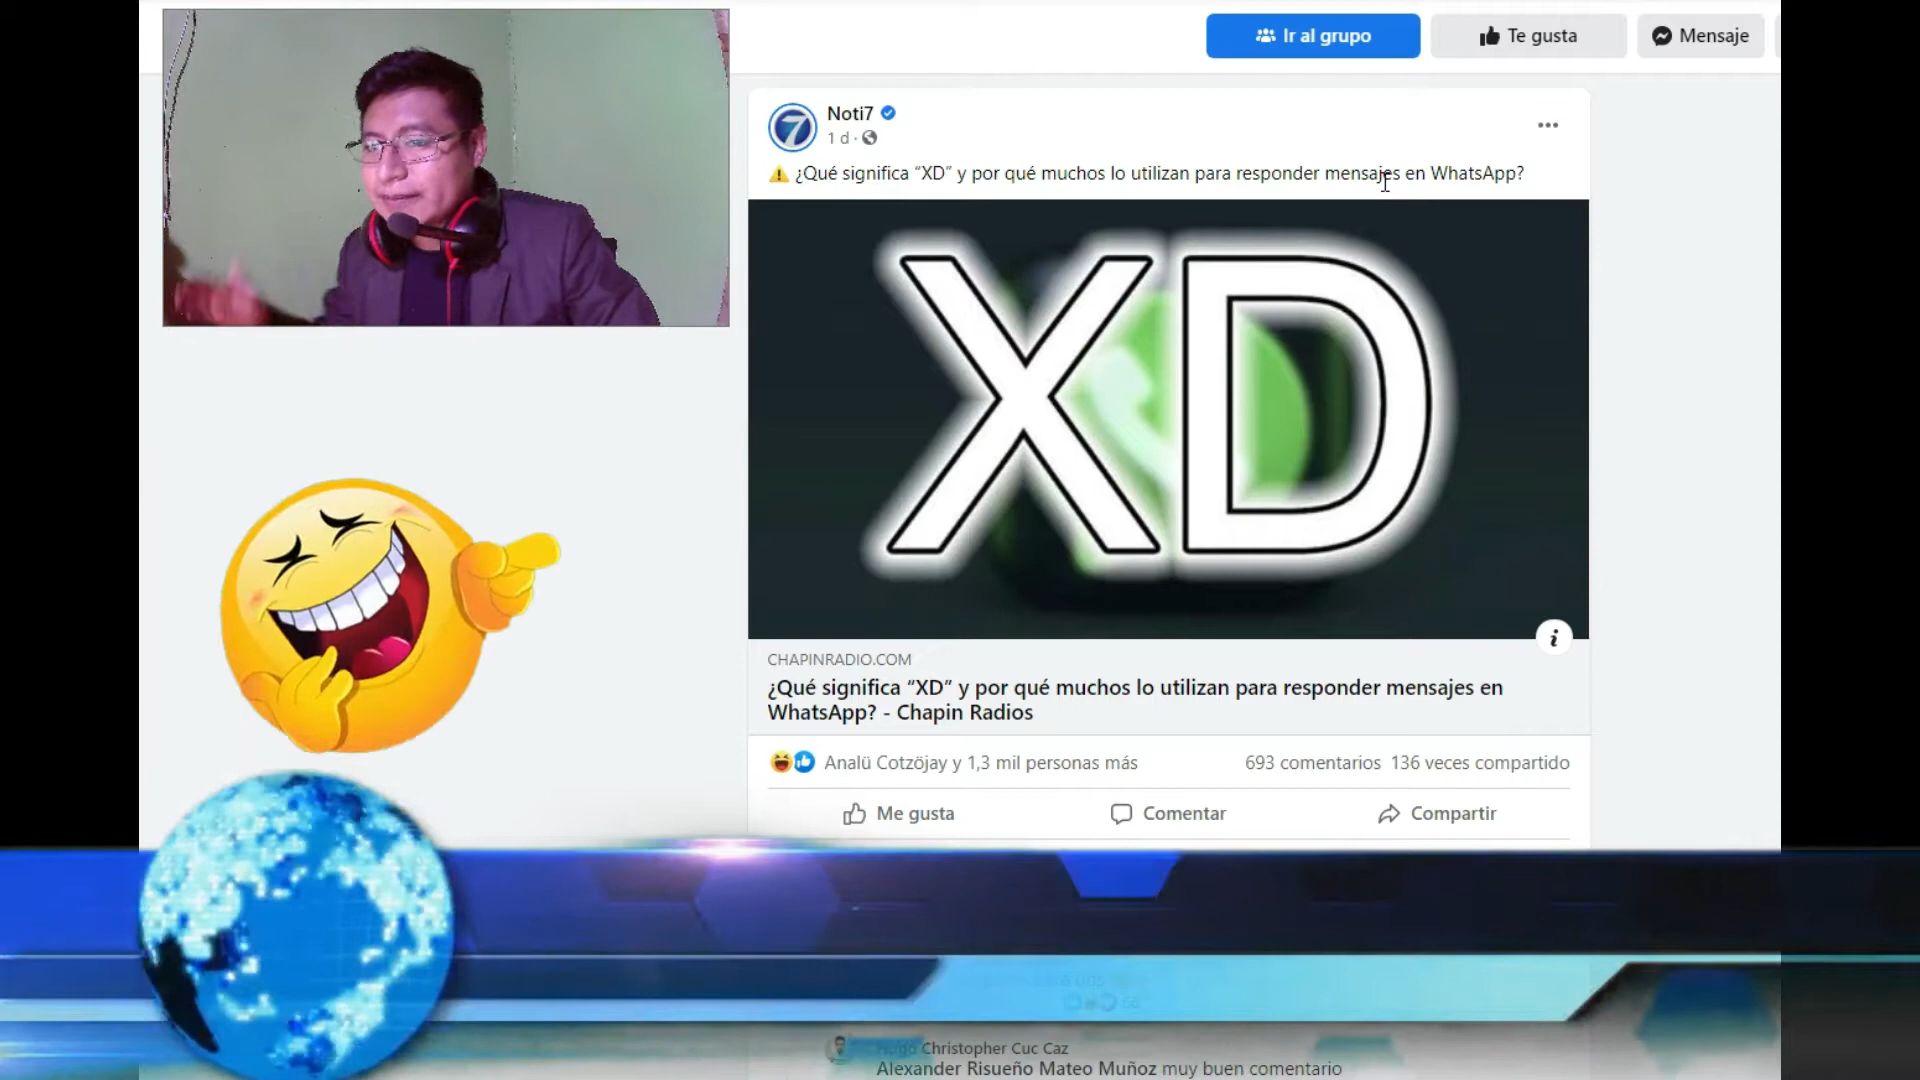 Ir al grupo
Te gusta
Mensaje
7
Noti7
1 d ·
⚠ ¿Qué significa “XD” y por qué muchos lo utilizan para responder mensajes en WhatsApp?
XD
i
CHAPINRADIO.COM
¿Qué significa “XD” y por qué muchos lo utilizan para responder mensajes en
WhatsApp? - Chapin Radios
Analü Cotzöjay y 1,3 mil personas más
693 comentarios 136 veces compartido
Me gusta
Comentar
Compartir
Hugo Christopher Cuc Caz
Alexander Risueño Mateo Muñoz muy buen comentario